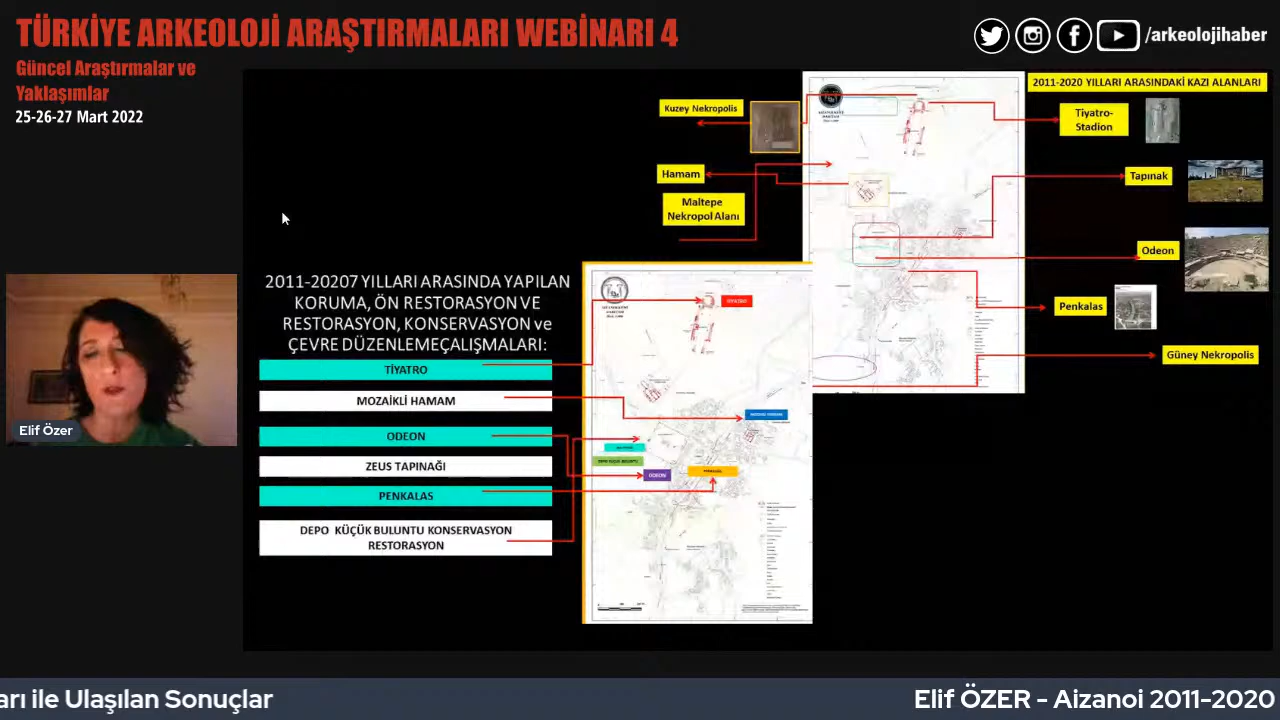 TÜRKİYE ARKEOLOJİ ARAŞTIRMALARI WEBİNARI 4
Güncel Araştırmalar ve
Yaklaşımlar
25-26-27 Mart 2022
/arkeolojihaber
2011-2020 YILLARI ARASINDAKİ KAZI ALANLARI
Kuzey Nekropolis
Hamam
Maltepe
Nekropol Alanı
Tiyatro-
Stadion
Tapınak
Odeon
Penkalas
Güney Nekropolis
2011-20207 YILLARI ARASINDA YAPILAN
KORUMA, ÖN RESTORASYON VE
RESTORASYON, KONSERVASYON ve
ÇEVRE DÜZENLEMEÇALIŞMALARI:
TİYATRO
MOZAİKLİ HAMAM
ODEON
ZEUS TAPINAĞI
PENKALAS
DEPO KÜÇÜK BULUNTU KONSERVASYON
RESTORASYON
ODEON
Elif Özer
arı ile Ulaşılan Sonuçlar
Elif ÖZER - Aizanoi 2011-2020